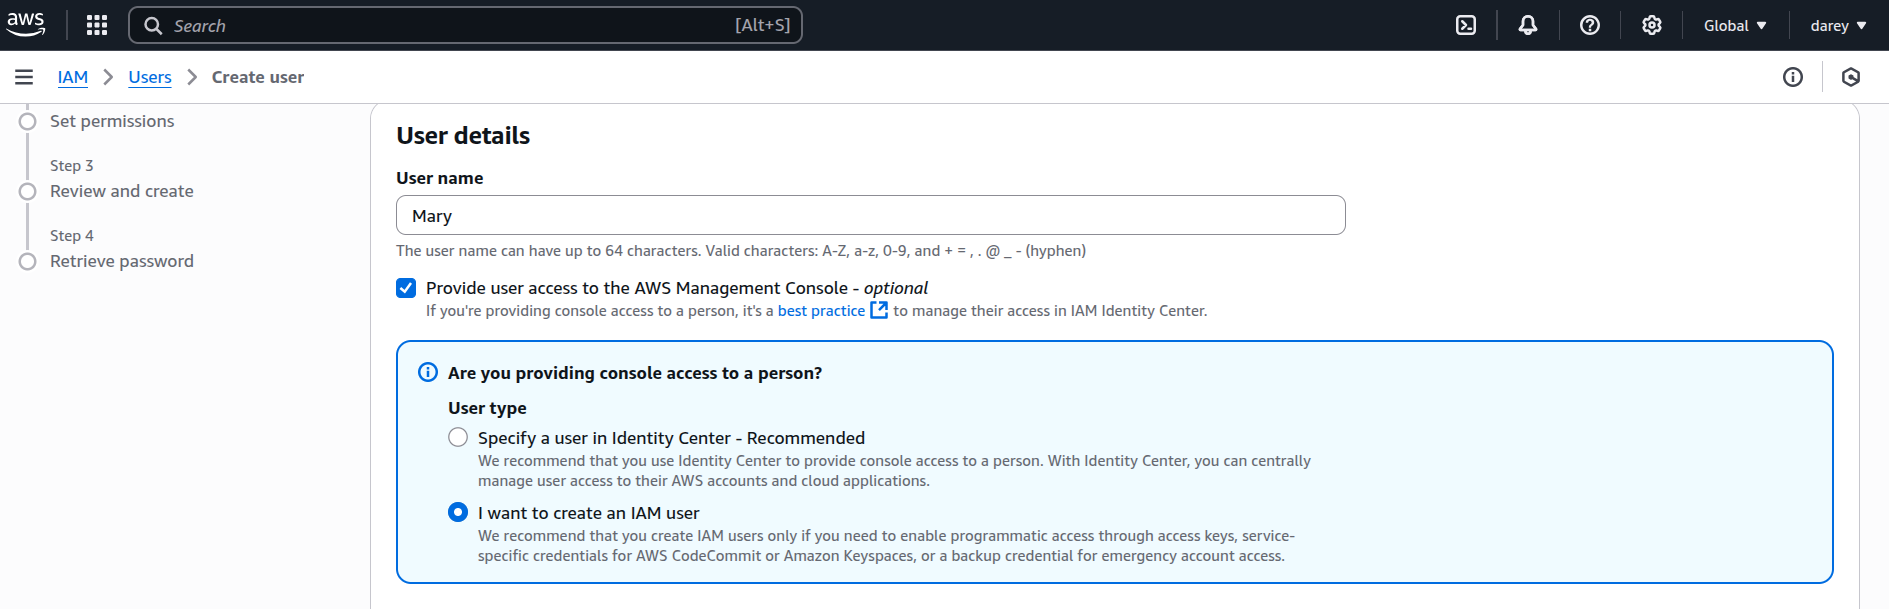 aws
Search [Alt+S]
Global darey
IAM Users Create user
Set permissions
Step 3
Review and create
Step 4
Retrieve password
User details
User name
Mary
The user name can have up to 64 characters. Valid characters: A-Z, a-z, 0-9, and + = , . @ _ - (hyphen)
Provide user access to the AWS Management Console - optional
If you're providing console access to a person, it's a best practice to manage their access in IAM Identity Center.
Are you providing console access to a person?
User type
Specify a user in Identity Center - Recommended
We recommend that you use Identity Center to provide console access to a person. With Identity Center, you can centrally
manage user access to their AWS accounts and cloud applications.
I want to create an IAM user
We recommend that you create IAM users only if you need to enable programmatic access through access keys, service-
specific credentials for AWS CodeCommit or Amazon Keyspaces, or a backup credential for emergency account access.